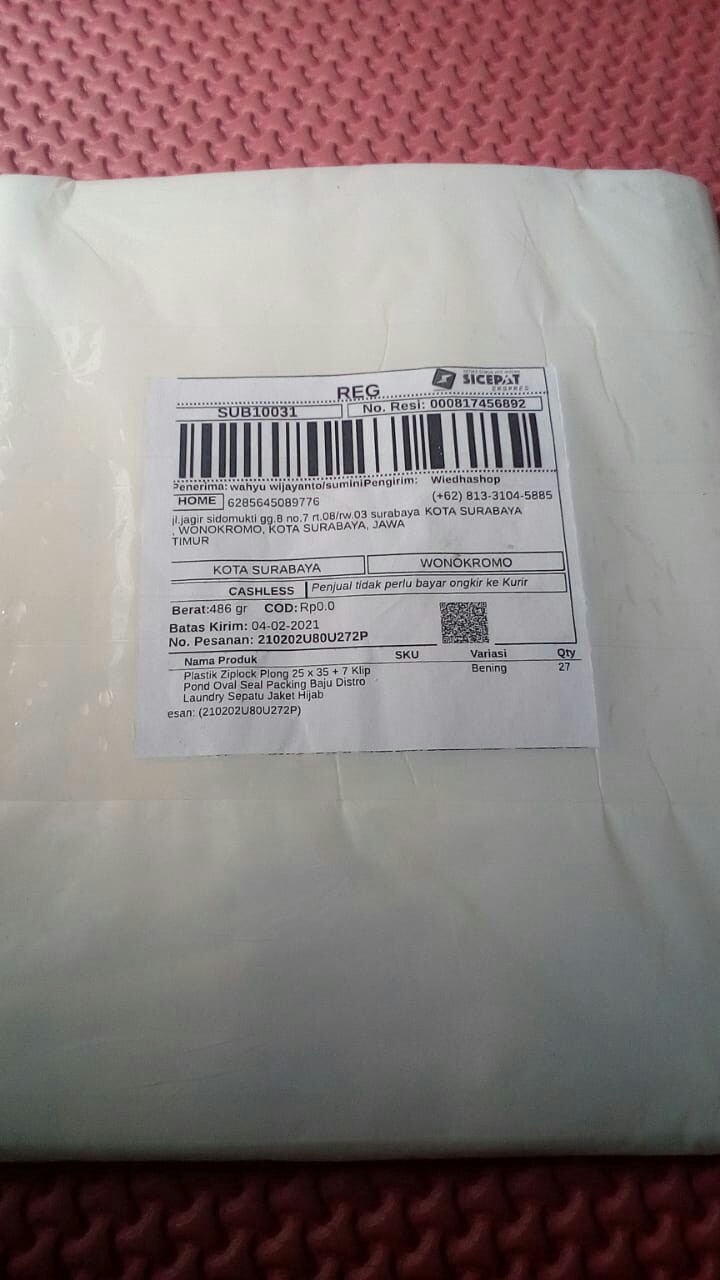 SICEPAT
EKSPRES
REG
SUB10031 No. Resi: 000817456892
Penerima: wahyu wijayanto/sumini Pengirim: Wiedhashop
HOME 6285645089776 (+62) 813-3104-5885
jl.jagir sidomukti gg.8 no.7 rt.08/rw.03 surabaya KOTA SURABAYA
, WONOKROMO, KOTA SURABAYA, JAWA
TIMUR
KOTA SURABAYA WONOKROMO
CASHLESS Penjual tidak perlu bayar ongkir ke Kurir
Berat:486 gr COD: Rp0.0
Batas Kirim: 04-02-2021
No. Pesanan: 210202U80U272P
Nama Produk SKU Variasi Qty
Plastik Ziplock Plong 25 x 35 + 7 Klip Bening 27
Pond Oval Seal Packing Baju Distro
Laundry Sepatu Jaket Hijab
esan: (210202U80U272P)